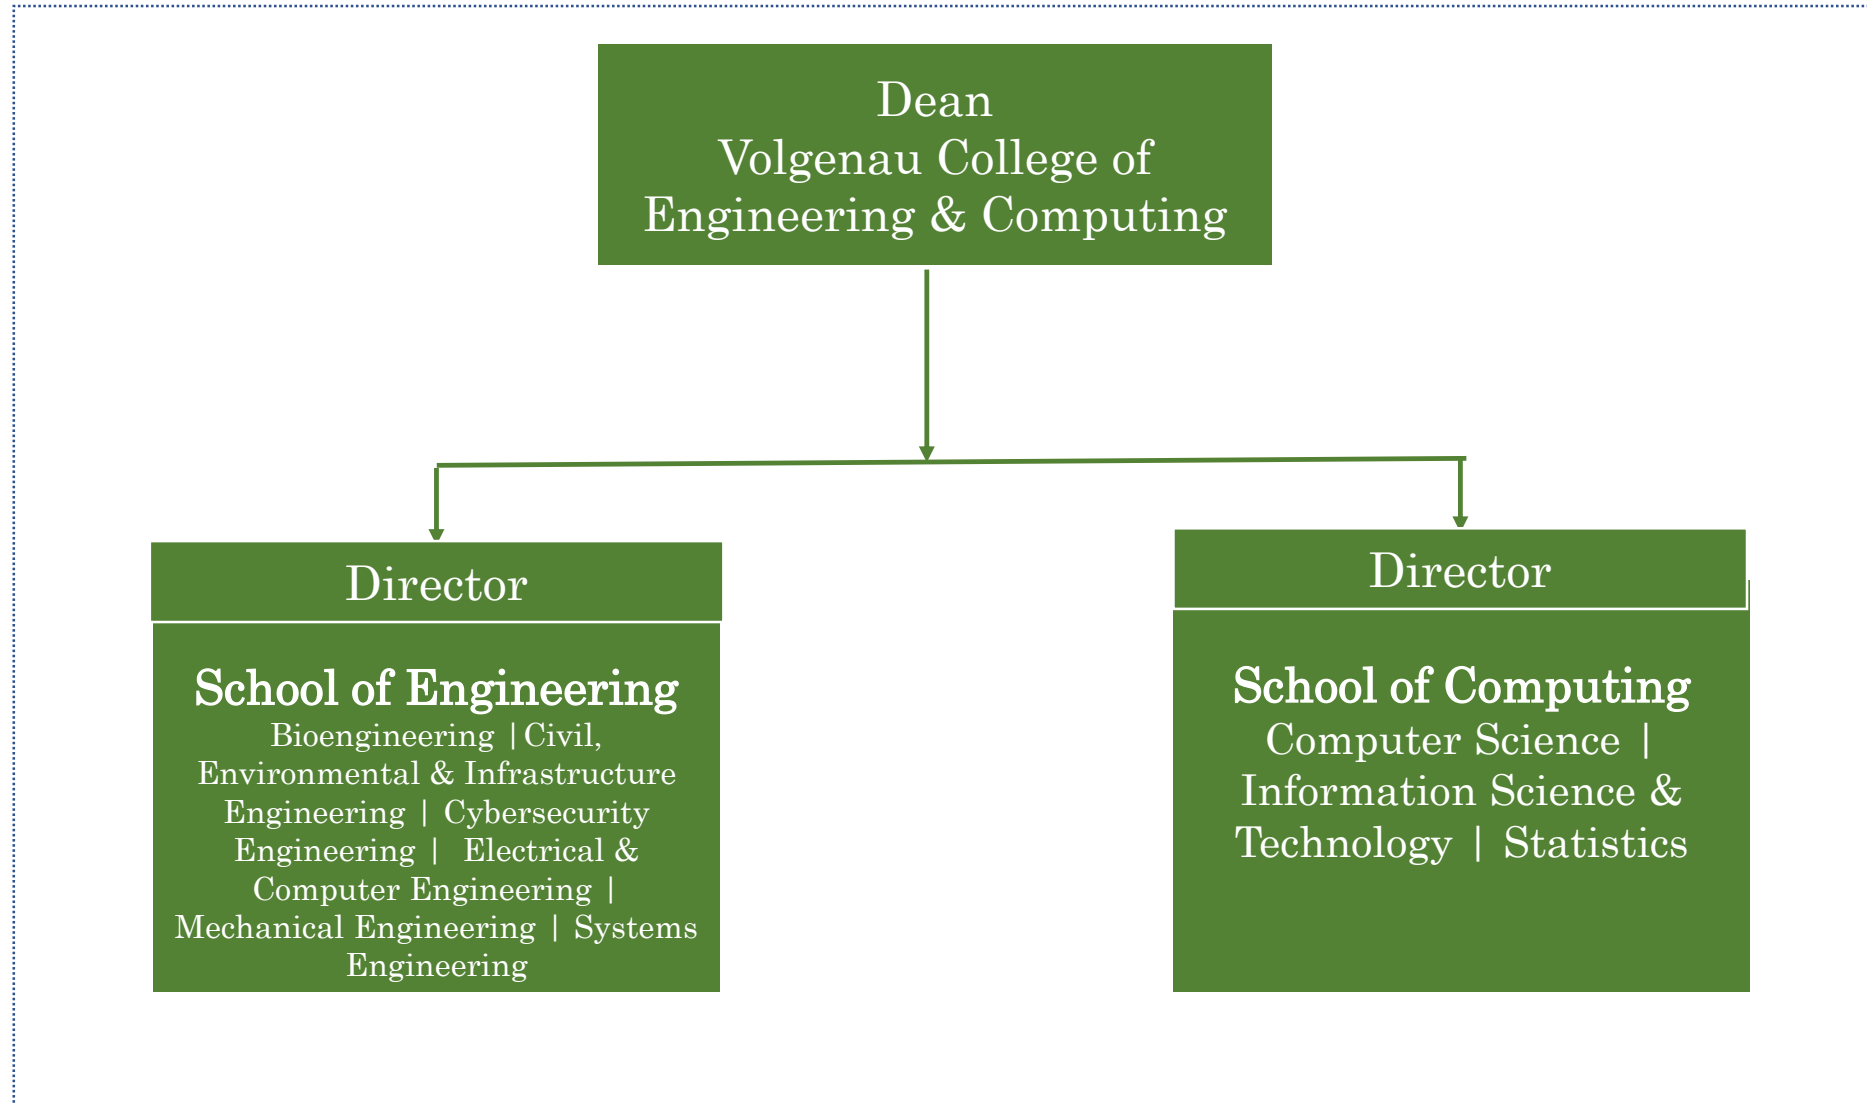 Dean
Volgenau College of
Engineering & Computing
Director
School of Engineering
Bioengineering |Civil,
Environmental & Infrastructure
Engineering | Cybersecurity
Engineering | Electrical &
Computer Engineering |
Mechanical Engineering | Systems
Engineering
Director
School of Computing
Computer Science |
Information Science &
Technology | Statistics